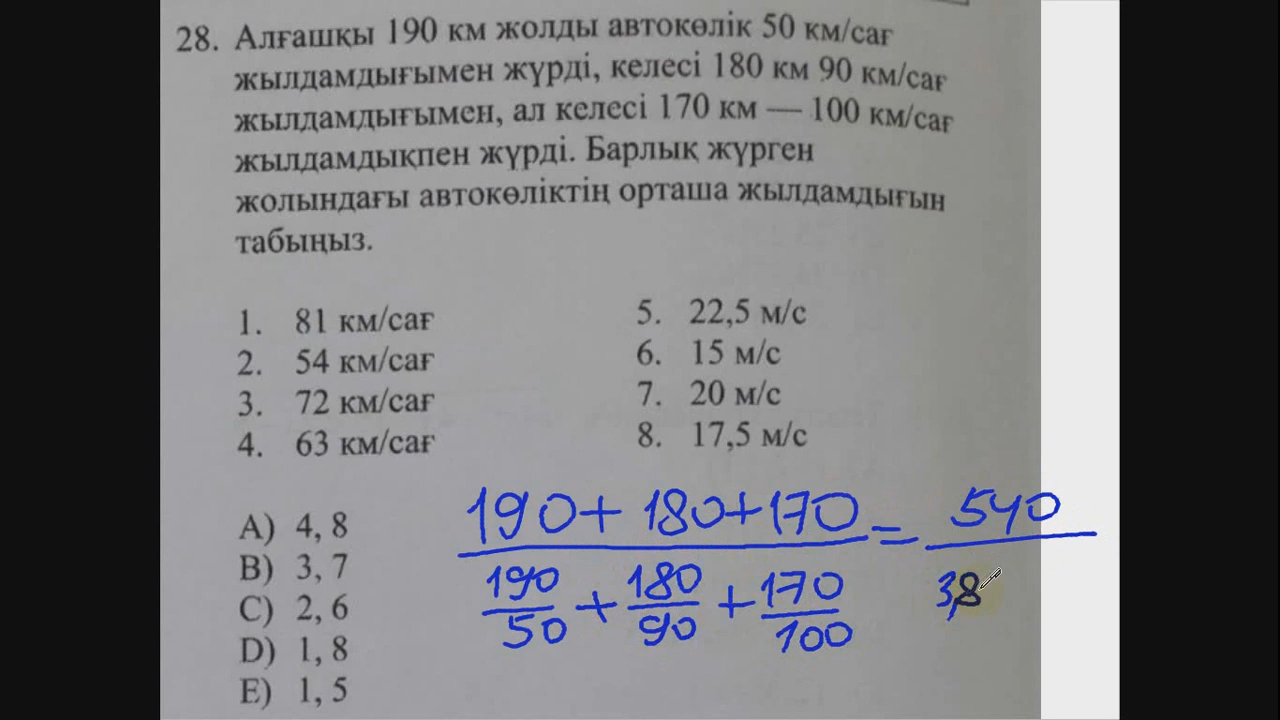 28. Алғашқы 190 км жолды автокөлік 50 км/сағ
жылдамдығымен жүрді, келесі 180 км 90 км/сағ
жылдамдығымен, ал келесі 170 км — 100 км/сағ
жылдамдықпен жүрді. Барлық жүрген
жолындағы автокөліктің орташа жылдамдығын
табыңыз.
1. 81 км/сағ
2. 54 км/сағ
3. 72 км/сағ
4. 63 км/сағ
5. 22,5 м/с
6. 15 м/с
7. 20 м/с
8. 17,5 м/с
A) 4, 8
B) 3, 7
C) 2, 6
D) 1, 8
E) 1, 5
190+180+170 = 540
190 + 180 + 170 3,8
50 90 100